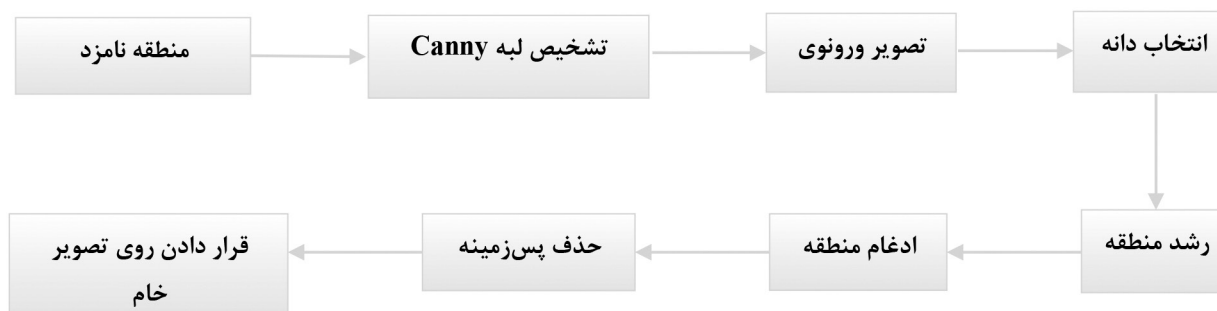 منطقه نامزد
تشخیص لبه Canny
تصویر ورونوی
انتخاب دانه
رشد منطقه
ادغام منطقه
حذف پس‌زمینه
قرار دادن روی تصویر
خام